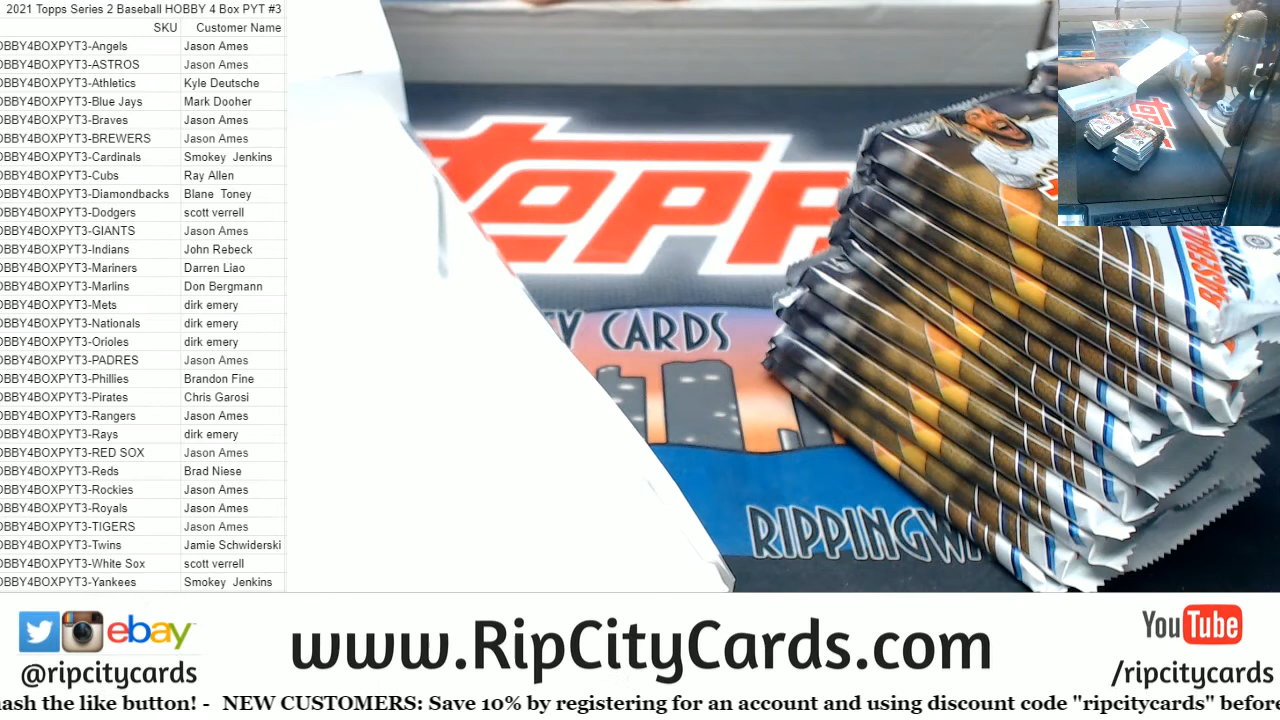 2021 Topps Series 2 Baseball HOBBY 4 Box PYT #3
SKU Customer Name
OBBY4BOXPYT3-Angels Jason Ames
OBBY4BOXPYT3-ASTROS Jason Ames
OBBY4BOXPYT3-Athletics Kyle Deutsche
OBBY4BOXPYT3-Blue Jays Mark Dooher
OBBY4BOXPYT3-Braves Jason Ames
OBBY4BOXPYT3-BREWERS Jason Ames
OBBY4BOXPYT3-Cardinals Smokey Jenkins
OBBY4BOXPYT3-Cubs Ray Allen
OBBY4BOXPYT3-Diamondbacks Blane Toney
OBBY4BOXPYT3-Dodgers scott verrell
OBBY4BOXPYT3-GIANTS Jason Ames
OBBY4BOXPYT3-Indians John Rebeck
OBBY4BOXPYT3-Mariners Darren Liao
OBBY4BOXPYT3-Marlins Don Bergmann
OBBY4BOXPYT3-Mets dirk emery
OBBY4BOXPYT3-Nationals dirk emery
OBBY4BOXPYT3-Orioles dirk emery
OBBY4BOXPYT3-PADRES Jason Ames
OBBY4BOXPYT3-Phillies Brandon Fine
OBBY4BOXPYT3-Pirates Chris Garosi
OBBY4BOXPYT3-Rangers Jason Ames
OBBY4BOXPYT3-Rays dirk emery
OBBY4BOXPYT3-RED SOX Jason Ames
OBBY4BOXPYT3-Reds Brad Niese
OBBY4BOXPYT3-Rockies Jason Ames
OBBY4BOXPYT3-Royals Jason Ames
OBBY4BOXPYT3-TIGERS Jason Ames
OBBY4BOXPYT3-Twins Jamie Schwiderski
OBBY4BOXPYT3-White Sox scott verrell
OBBY4BOXPYT3-Yankees Smokey Jenkins
TOPP
Y CARDS
RIPPINGW
BASEBALL
ebay
@ripcitycards
www.RipCityCards.com
YouTube
/ripcitycards
ash the like button! - NEW CUSTOMERS: Save 10% by registering for an account and using discount code "ripcitycards" before